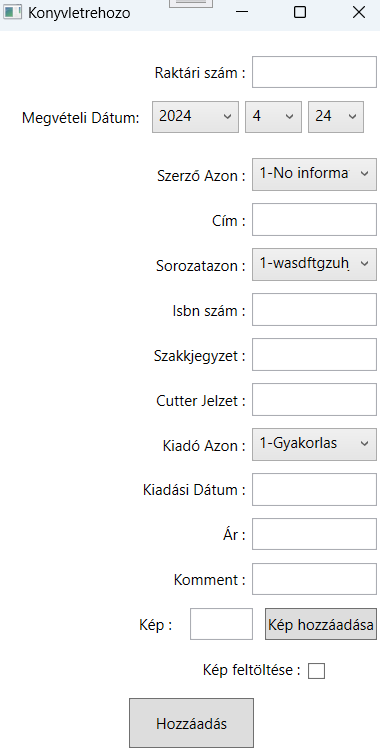 Konyvletrehozo
Raktári szám :
Megvételi Dátum: 2024 4 24
Szerző Azon : 1-No informa
Cím :
Sorozatazon : 1-wasdftgzuhj
Isbn szám :
Szakkjegyzet :
Cutter Jelzet :
Kiadó Azon : 1-Gyakorlas
Kiadási Dátum :
Ár :
Komment :
Kép : Kép hozzáadása
Kép feltöltése :
Hozzáadás